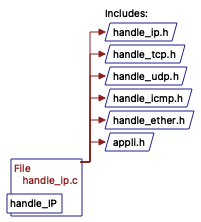 Includes:
handle_ip.h
handle_tcp.h
handle_udp.h
handle_icmp.h
handle_ether.h
appli.h
File
handle_ip.c
handle_IP